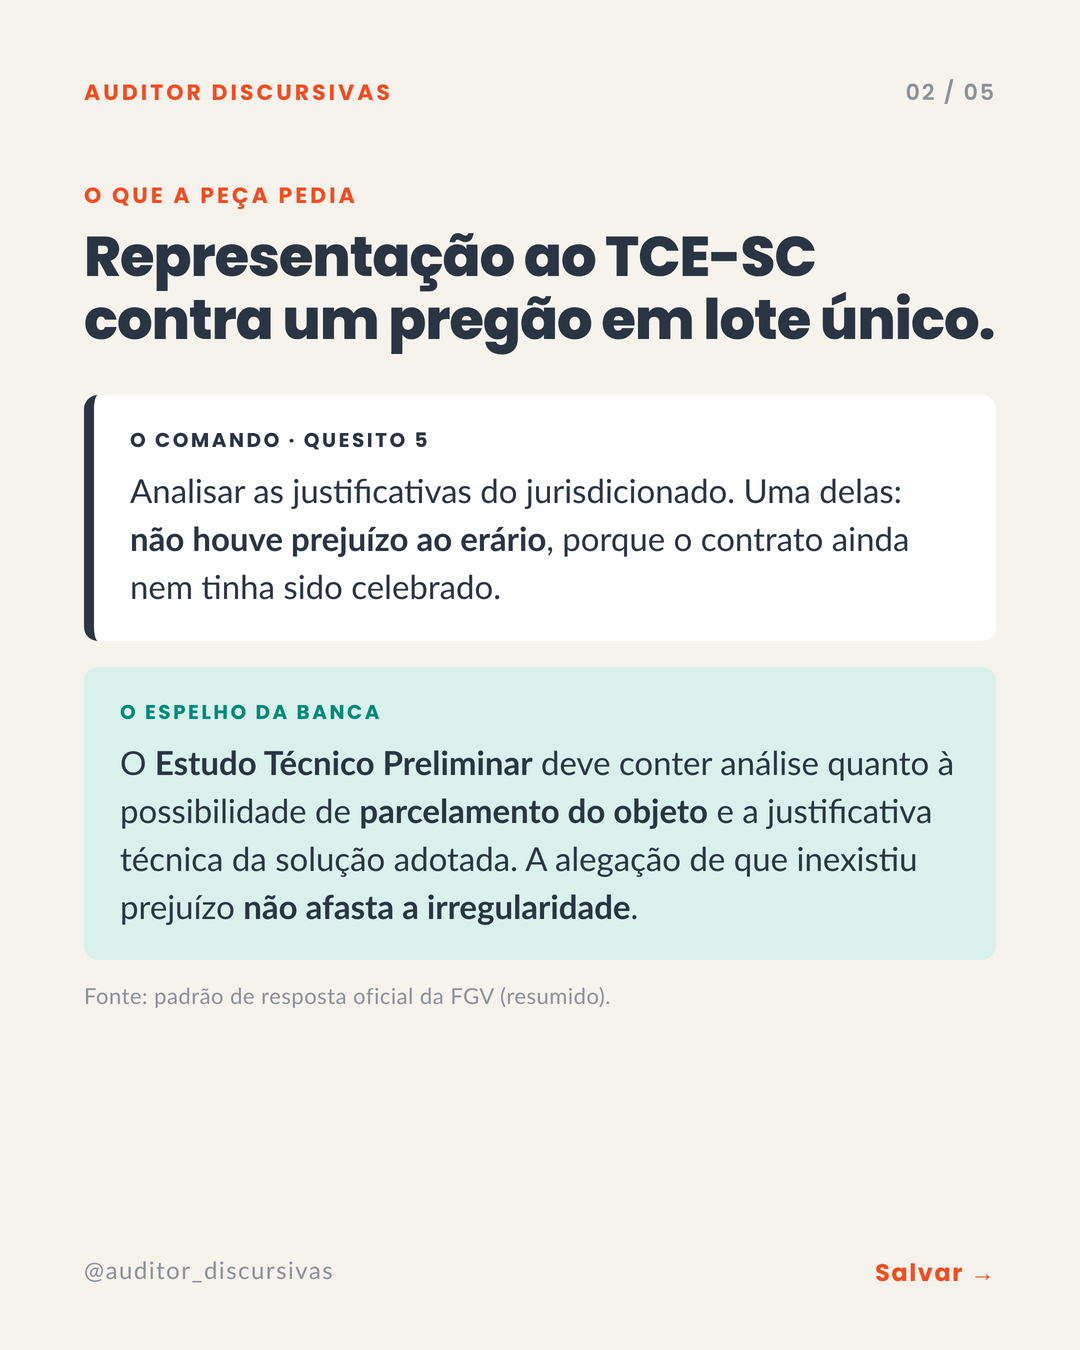 AUDITOR DISCURSIVAS
02 / 05
O QUE A PEÇA PEDIA
Representação ao TCE-SC
contra um pregão em lote único.
O COMANDO · QUESITO 5
Analisar as justificativas do jurisdicionado. Uma delas:
não houve prejuízo ao erário, porque o contrato ainda
nem tinha sido celebrado.
O ESPELHO DA BANCA
O Estudo Técnico Preliminar deve conter análise quanto à
possibilidade de parcelamento do objeto e a justificativa
técnica da solução adotada. A alegação de que inexistiu
prejuízo não afasta a irregularidade.
Fonte: padrão de resposta oficial da FGV (resumido).
@auditor_discursivas
Salvar →